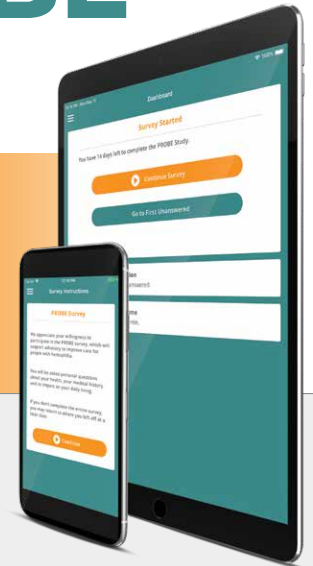 BE
100%
Dashboard
Survey Started
You have 14 days left to complete the PROBE Study.
Continue Survey
Go to First Unanswered
Survey Instructions
PROBE Survey
We appreciate your willingness to
participate in the PROBE survey, which will
support advocacy to improve care for
people with hemophilia.
You will be asked personal questions
about your health, your medical history
and its impact on your daily living.
If you don't complete the entire survey,
you may return to where you left off at a
later time.
Continue